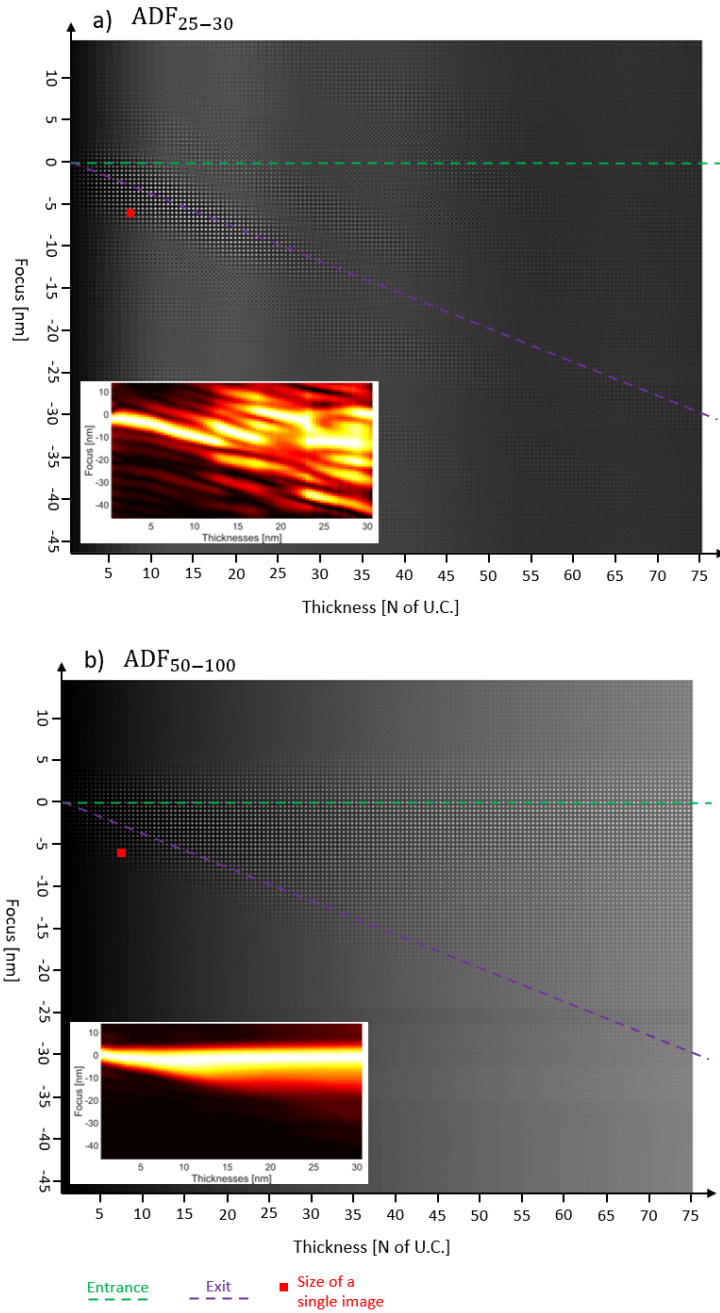 a) ADF25−30
10
5
0
-5
-10
-15
-20
-25
-30
-35
-40
-45
Focus [nm]
10
0
-10
-20
-30
-40
Focus [nm]
5 10 15 20 25 30
Thicknesses [nm]
5 10 15 20 25 30 35 40 45 50 55 60 65 70 75
Thickness [N of U.C.]
b) ADF50−100
10
5
0
-5
-10
-15
-20
-25
-30
-35
-40
-45
Focus [nm]
10
0
-10
-20
-30
-40
Focus [nm]
5 10 15 20 25 30
Thicknesses [nm]
5 10 15 20 25 30 35 40 45 50 55 60 65 70 75
Thickness [N of U.C.]
Entrance Exit Size of a
single image